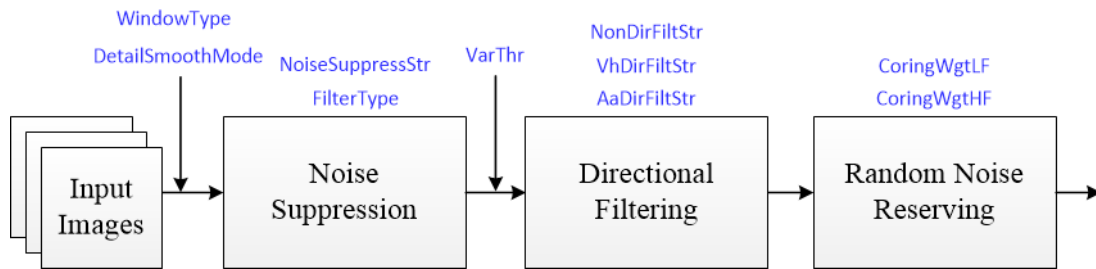 WindowType
DetailSmoothMode
NoiseSuppressStr
FilterType
VarThr
NonDirFiltStr
VhDirFiltStr
AaDirFiltStr
CoringWgtLF
CoringWgtHF
Input
Images
Noise
Suppression
Directional
Filtering
Random Noise
Reserving